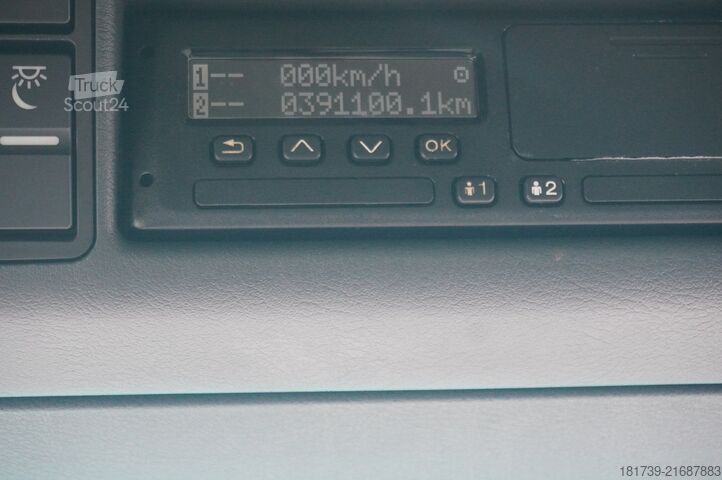 1-- 000km/h
2-- 0391100.1km
Truck
Scout24
OK
1
2
181739-21687883